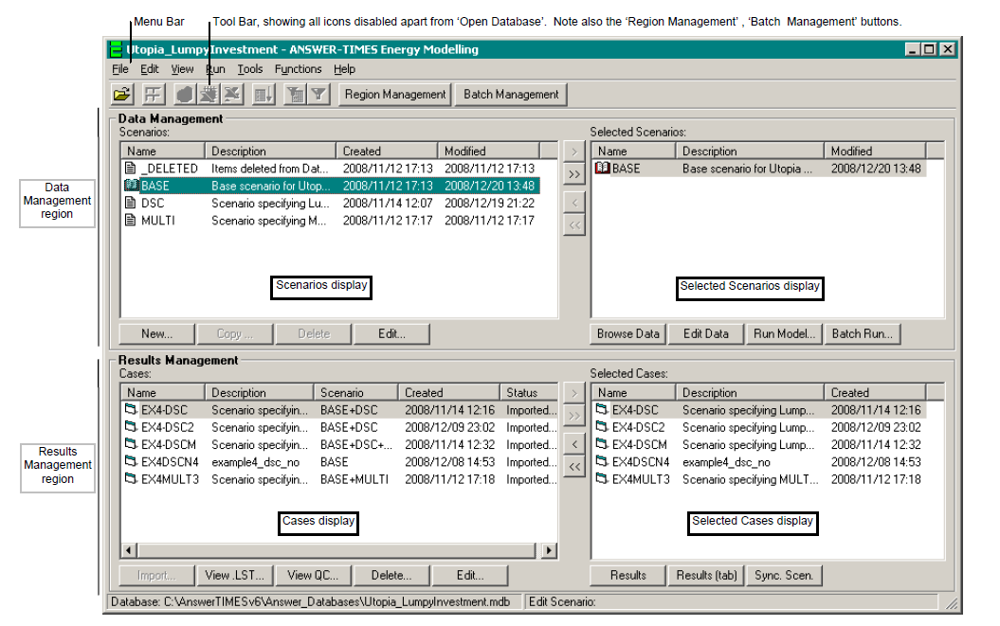 Menu Bar
Tool Bar, showing all icons disabled apart from ‘Open Database’. Note also the ‘Region Management’ , ‘Batch Management’ buttons.
Utopia_LumpyInvestment - ANSWER-TIMES Energy Modelling
File Edit View Run Tools Functions Help
Region Management Batch Management
Data Management
Scenarios:
Name Description Created Modified
_DELETED Items deleted from Dat... 2008/11/12 17:13 2008/11/12 17:13
BASE Base scenario for Utop... 2008/11/12 17:13 2008/12/20 13:48
DSC Scenario specifying Lu... 2008/11/14 12:07 2008/12/19 21:22
MULTI Scenario specifying M... 2008/11/12 17:17 2008/11/12 17:17
Scenarios display
New... Copy ... Delete Edit...
>
>>
<
<<
Selected Scenarios:
Name Description Modified
BASE Base scenario for Utopia ... 2008/12/20 13:48
Selected Scenarios display
Browse Data Edit Data Run Model... Batch Run...
Data
Management
region
Results Management
Cases:
Name Description Scenario Created Status
EX4-DSC Scenario specifyin... BASE+DSC 2008/11/14 12:16 Imported...
EX4-DSC2 Scenario specifyin... BASE+DSC 2008/12/09 23:02 Imported...
EX4-DSCM Scenario specifyin... BASE+DSC+... 2008/11/14 12:32 Imported...
EX4DSCN4 example4_dsc_no BASE 2008/12/08 14:53 Imported...
EX4MULT3 Scenario specifyin... BASE+MULTI 2008/11/12 17:18 Imported...
Cases display
Import... View .LST... View QC... Delete... Edit...
>
>>
<
<<
Selected Cases:
Name Description Created
EX4-DSC Scenario specifying Lump... 2008/11/14 12:16
EX4-DSC2 Scenario specifying Lump... 2008/12/09 23:02
EX4-DSCM Scenario specifying Lump... 2008/11/14 12:32
EX4DSCN4 example4_dsc_no 2008/12/08 14:53
EX4MULT3 Scenario specifying MULT... 2008/11/12 17:18
Selected Cases display
Results Results (tab) Sync. Scen.
Results
Management
region
Database: C:\AnswerTIMESv6\Answer_Databases\Utopia_LumpyInvestment.mdb Edit Scenario: